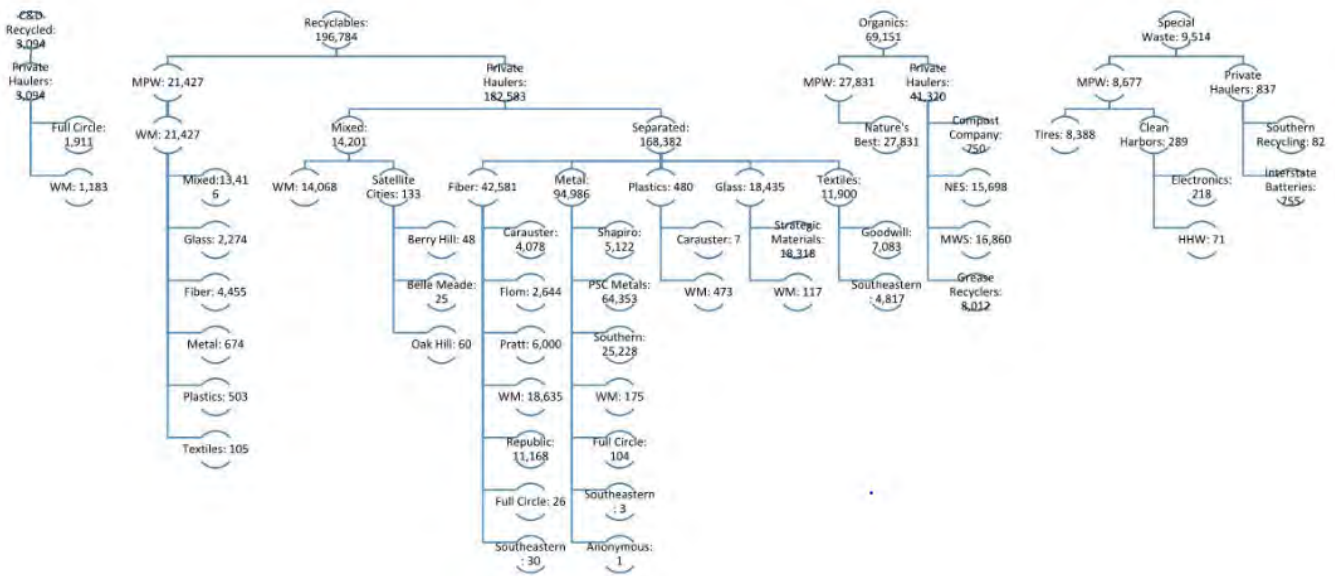 C&D
Recycled:
3,094
Private
Haulers:
3,094
Full Circle:
1,911
WM: 1,183
Recyclables:
196,784
MPW: 21,427
WM: 21,427
Mixed:13,41
6
Glass: 2,274
Fiber: 4,455
Metal: 674
Plastics: 503
Textiles: 105
Private
Haulers:
182,583
Mixed:
14,201
WM: 14,068
Satellite
Cities: 133
Berry Hill: 48
Belle Meade:
25
Oak Hill: 60
Separated:
168,382
Fiber: 42,581
Carauster:
4,078
Flom: 2,644
Pratt: 6,000
WM: 18,635
Republic:
11,168
Full Circle: 26
Southeastern
: 30
Metal:
94,986
Shapiro:
5,122
PSC Metals:
64,353
Southern:
25,228
WM: 175
Full Circle:
104
Southeastern
: 3
Anonymous:
1
Plastics: 480
Carauster: 7
WM: 473
Glass: 18,435
Strategic
Materials:
18,318
WM: 117
Textiles:
11,900
Goodwill:
7,083
Southeastern
: 4,817
Organics:
69,151
MPW: 27,831
Nature's
Best: 27,831
Private
Haulers:
41,320
Compost
Company:
750
NES: 15,698
MWS: 16,860
Grease
Recyclers:
8,012
Special
Waste: 9,514
MPW: 8,677
Tires: 8,388
Clean
Harbors: 289
Electronics:
218
HHW: 71
Private
Haulers: 837
Southern
Recycling: 82
Interstate
Batteries:
755